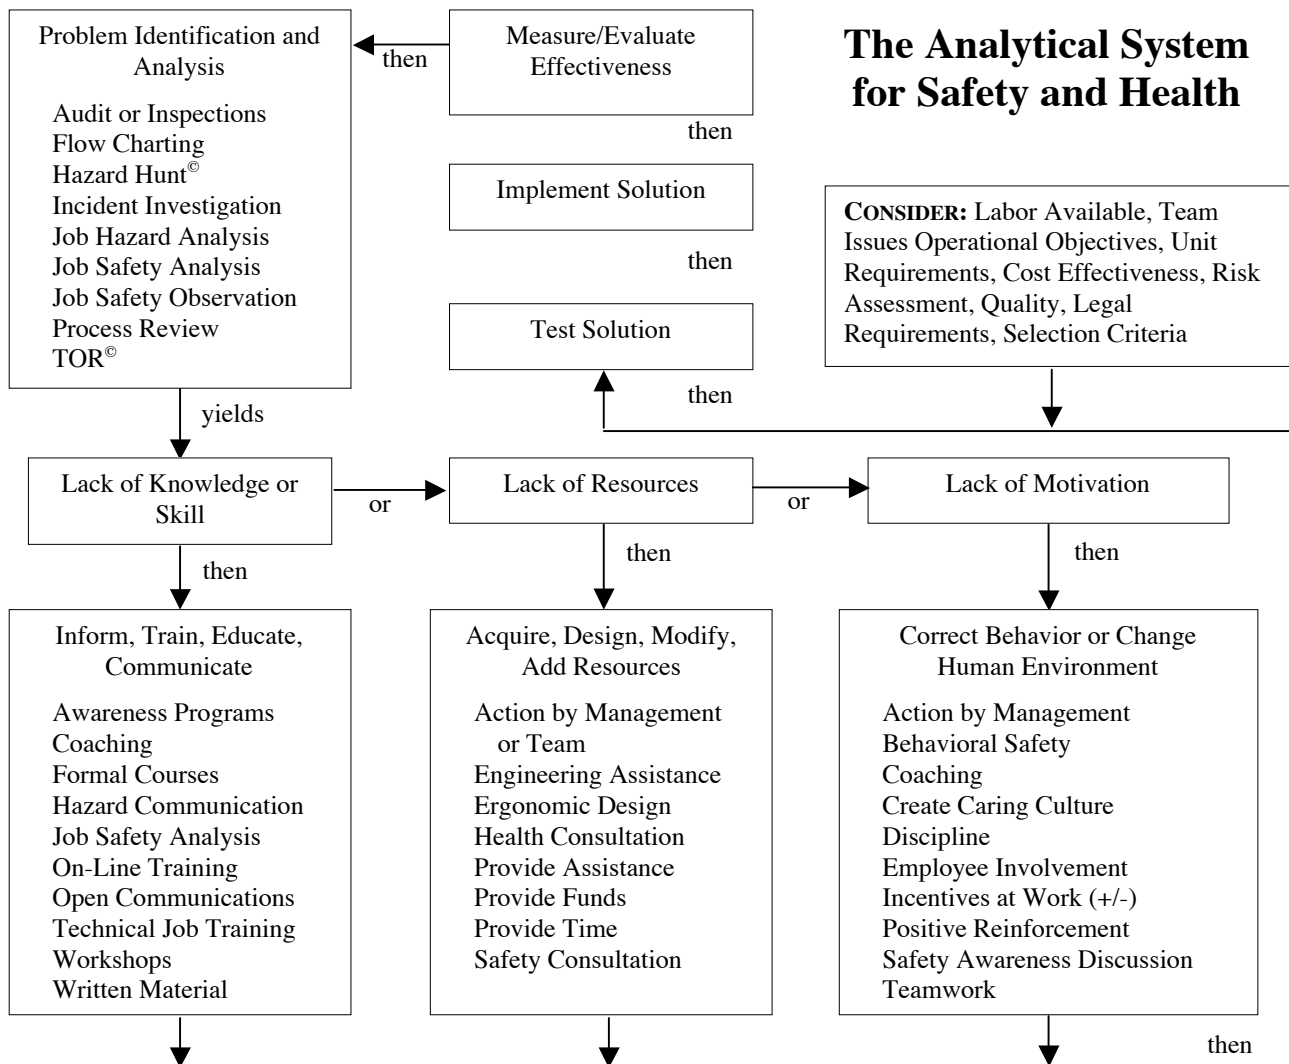 The Analytical System
for Safety and Health
Problem Identification and
Analysis
Audit or Inspections
Flow Charting
Hazard Hunt©
Incident Investigation
Job Hazard Analysis
Job Safety Analysis
Job Safety Observation
Process Review
TOR©
then
Measure/Evaluate
Effectiveness
then
Implement Solution
then
Test Solution
then
CONSIDER: Labor Available, Team
Issues Operational Objectives, Unit
Requirements, Cost Effectiveness, Risk
Assessment, Quality, Legal
Requirements, Selection Criteria
yields
Lack of Knowledge or
Skill
or
Lack of Resources
or
Lack of Motivation
then
then
then
Inform, Train, Educate,
Communicate
Awareness Programs
Coaching
Formal Courses
Hazard Communication
Job Safety Analysis
On-Line Training
Open Communications
Technical Job Training
Workshops
Written Material
Acquire, Design, Modify,
Add Resources
Action by Management
or Team
Engineering Assistance
Ergonomic Design
Health Consultation
Provide Assistance
Provide Funds
Provide Time
Safety Consultation
Correct Behavior or Change
Human Environment
Action by Management
Behavioral Safety
Coaching
Create Caring Culture
Discipline
Employee Involvement
Incentives at Work (+/-)
Positive Reinforcement
Safety Awareness Discussion
Teamwork
then